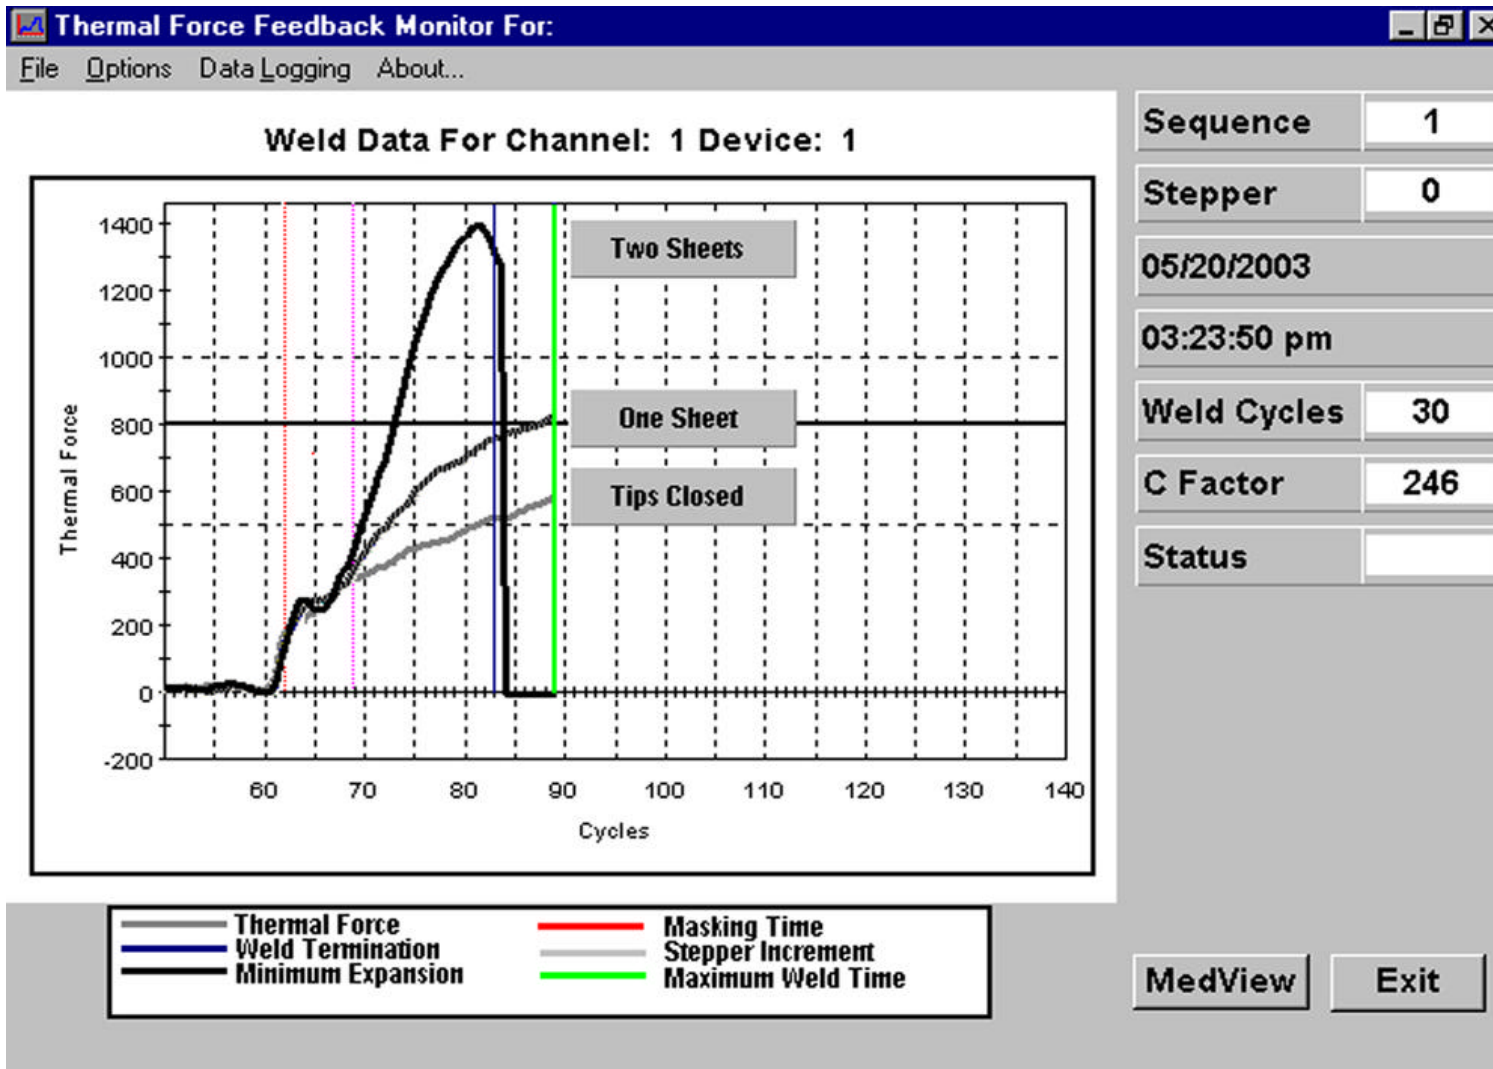 Thermal Force Feedback Monitor For:
File Options Data Logging About...
Weld Data For Channel: 1 Device: 1
Thermal Force
1400
1200
1000
800
600
400
200
0
-200
60 70 80 90 100 110 120 130 140
Cycles
Two Sheets
One Sheet
Tips Closed
Sequence 1
Stepper 0
05/20/2003
03:23:50 pm
Weld Cycles 30
C Factor 246
Status
Thermal Force
Weld Termination
Minimum Expansion
Masking Time
Stepper Increment
Maximum Weld Time
MedView Exit